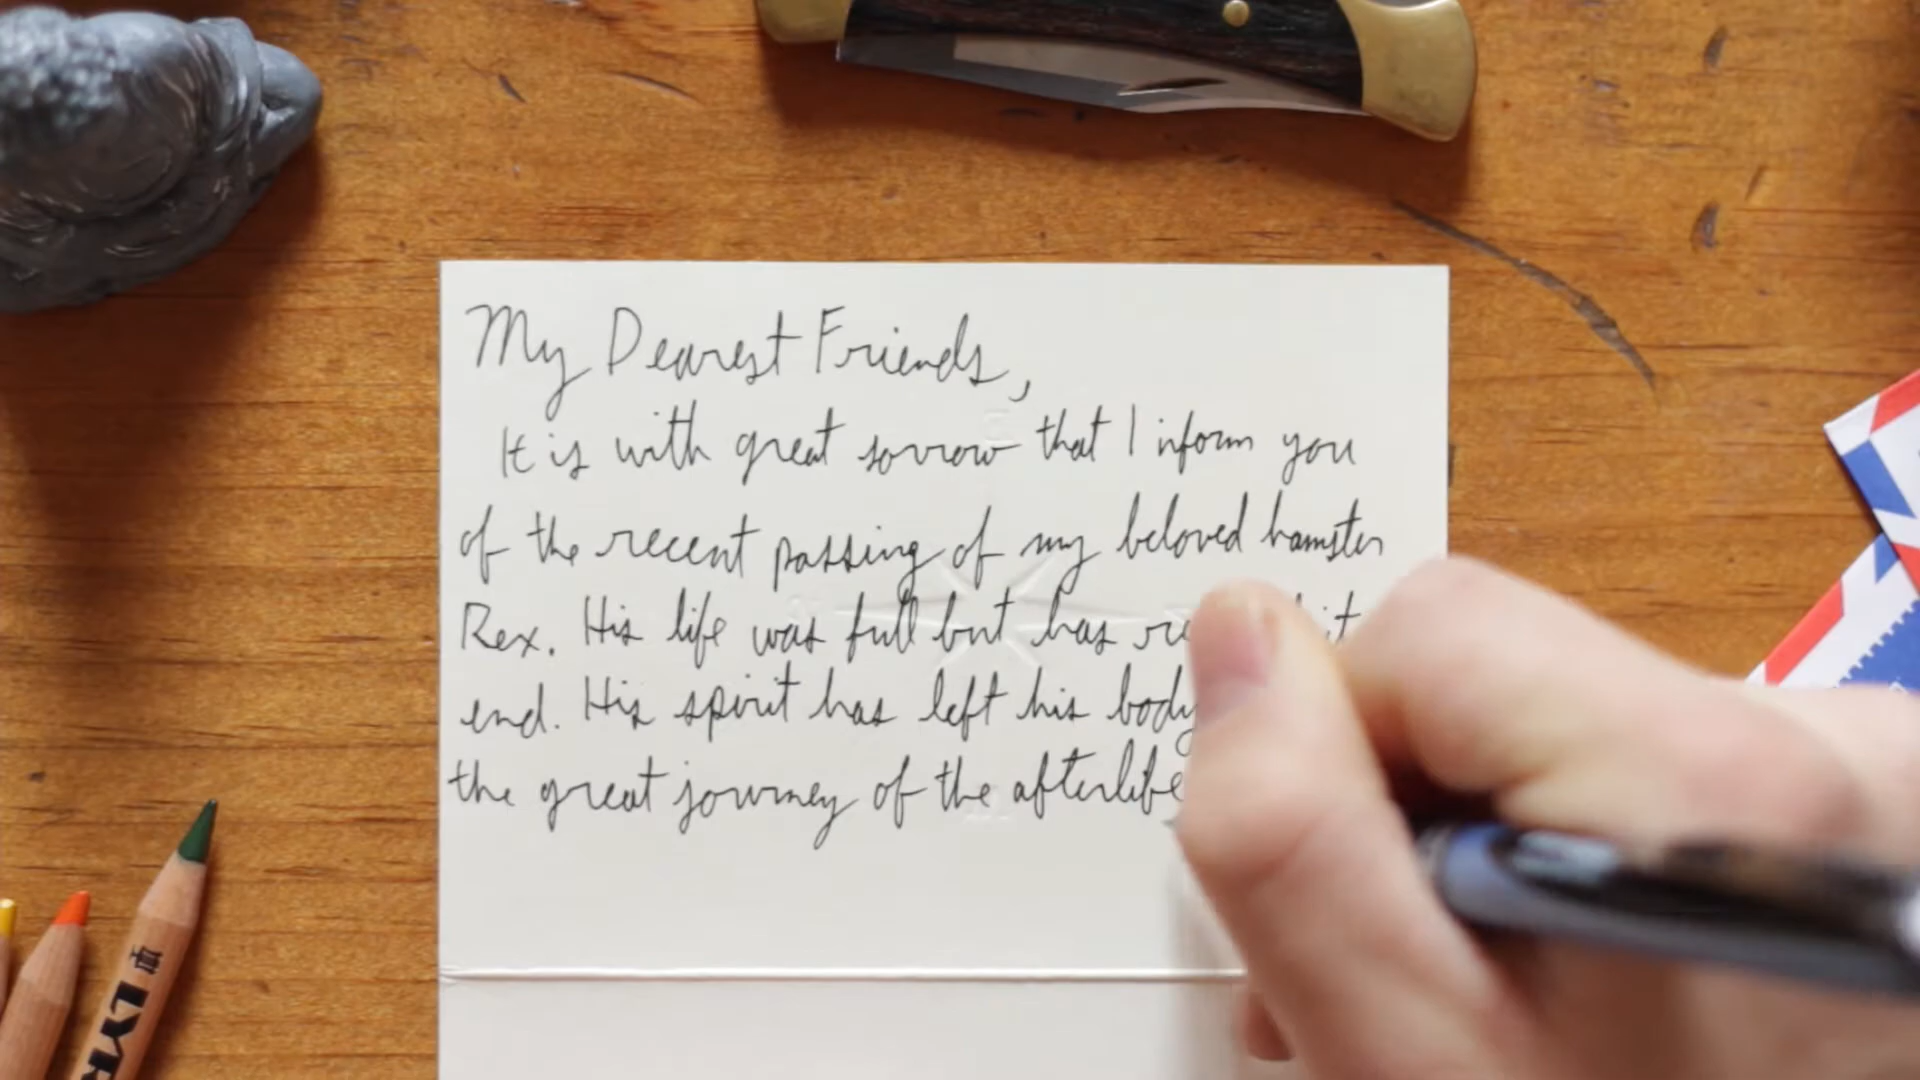 My Dearest Friends,
It is with great sorrow that I inform you
of the recent passing of my beloved hamster
Rex. His life was full but has
end. His spirit has left his body
the great journey of the afterlife
LYR